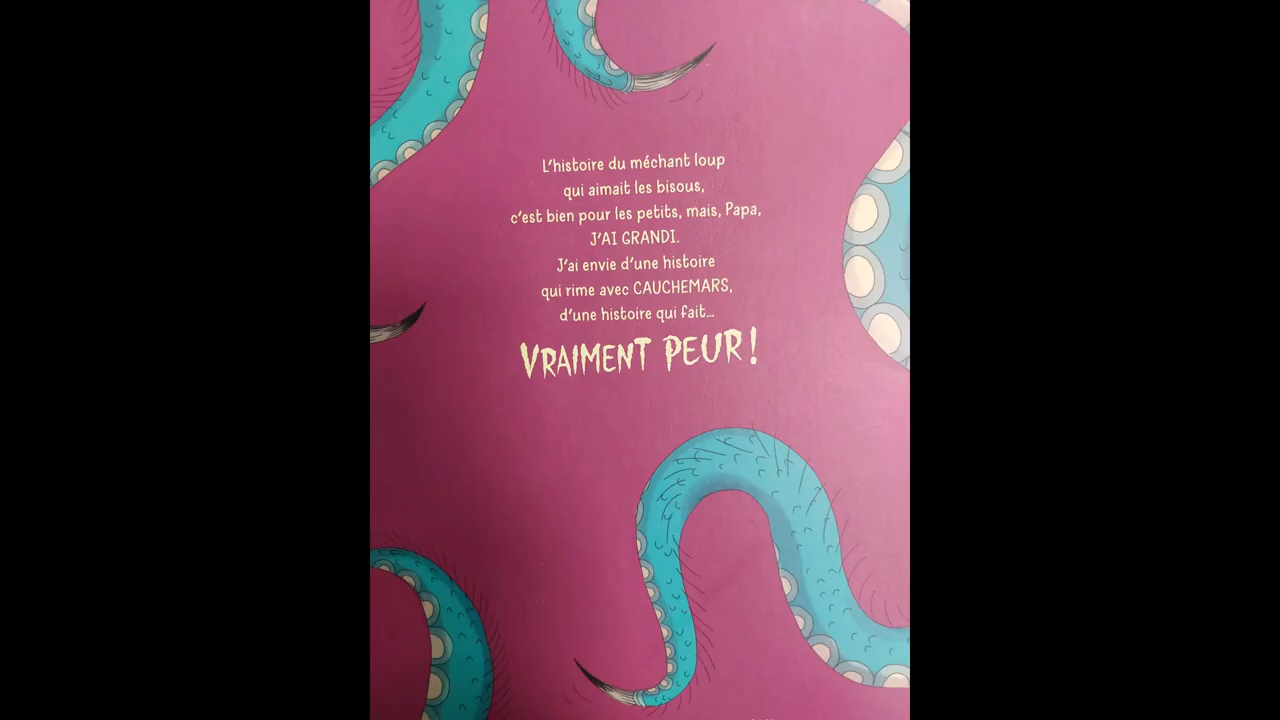 L'histoire du méchant loup
qui aimait les bisous,
c'est bien pour les petits, mais, Papa,
J'AI GRANDI.
J'ai envie d'une histoire
qui rime avec CAUCHEMARS,
d'une histoire qui fait...
VRAIMENT PEUR !